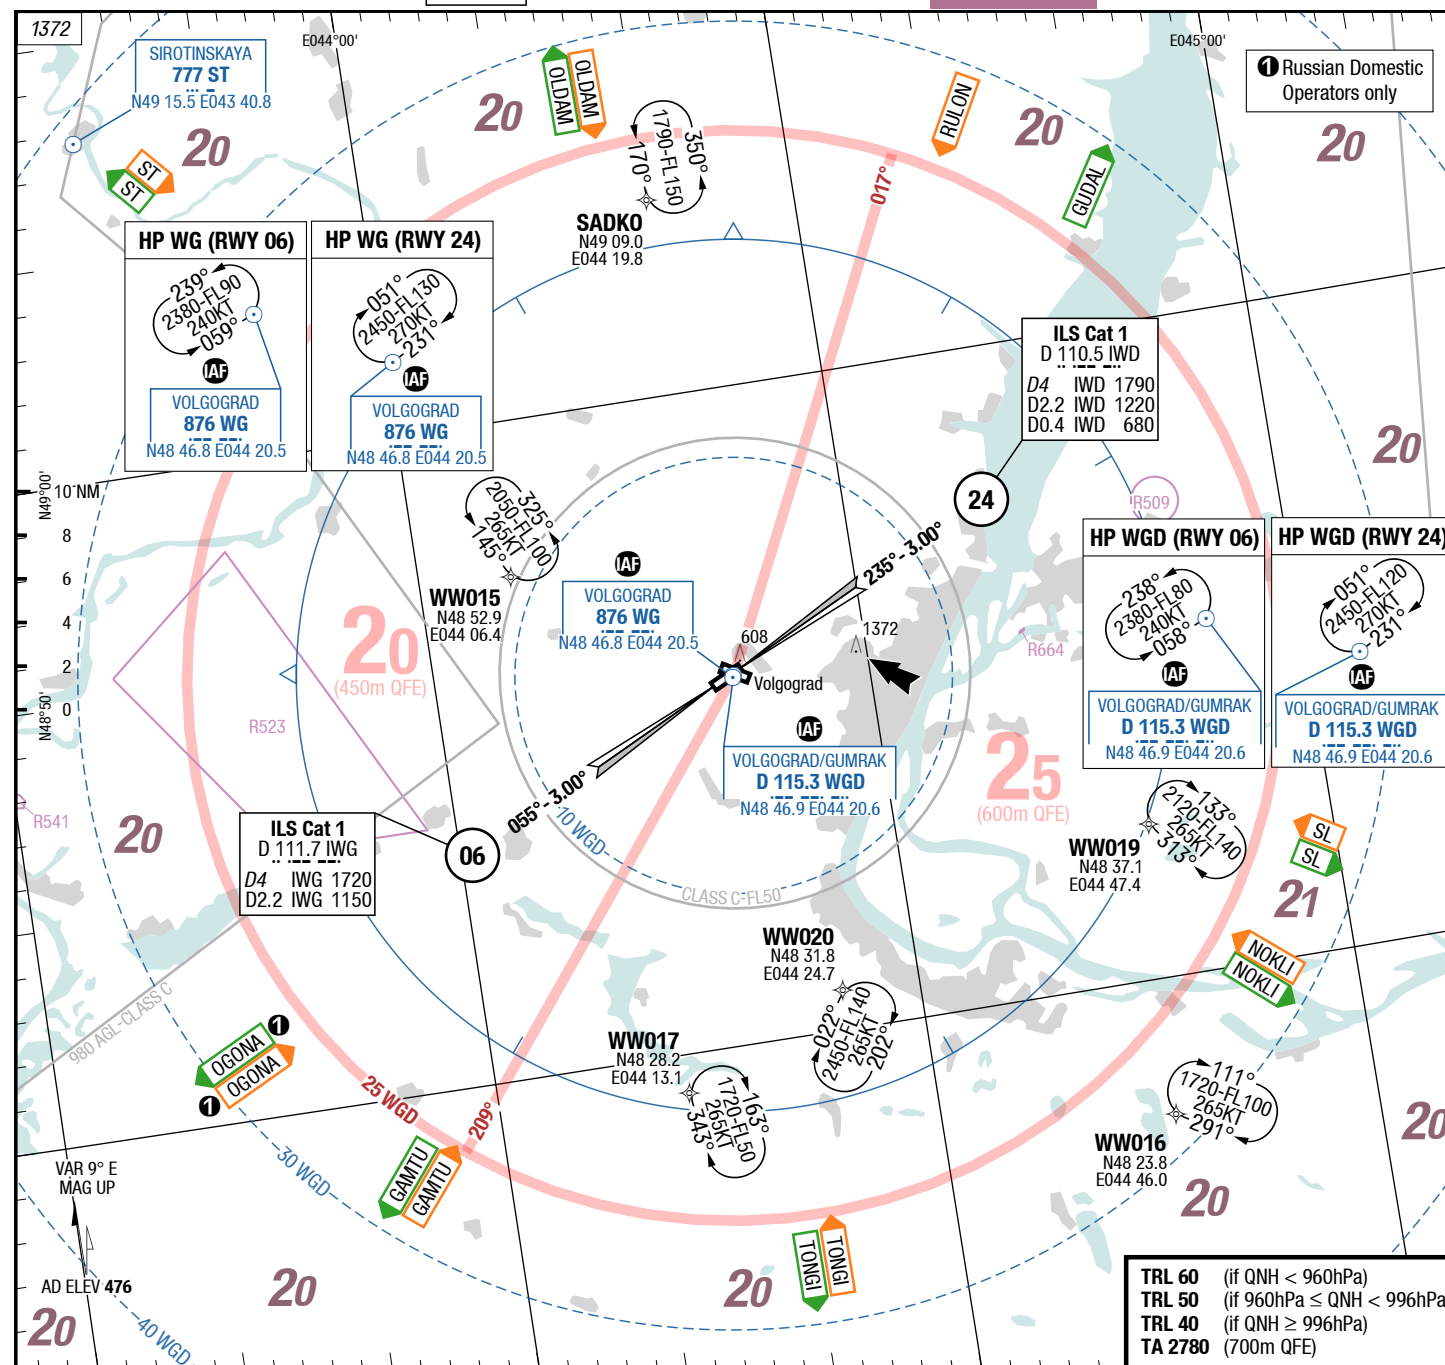 1372
E044°00'
E045°00'
SIROTINSKAYA
777 ST
N49 15.5 E043 40.8
20
20
20
20
OLDAM
OLDAM
RULON
GUDAL
ST
ST
1 Russian Domestic
Operators only
350°
1790-FL150
170°
SADKO
N49 09.0
E044 19.8
017°
HP WG (RWY 06)
239°
2380-FL90
240KT
059°
IAF
VOLGOGRAD
876 WG
N48 46.8 E044 20.5
HP WG (RWY 24)
051°
2450-FL130
270KT
231°
IAF
VOLGOGRAD
876 WG
N48 46.8 E044 20.5
ILS Cat 1
D 110.5 IWD
D4 IWD 1790
D2.2 IWD 1220
D0.4 IWD 680
24
20
R509
N49°00'
10 NM
8
6
4
2
0
N48°50'
325°
2050-FL100
265KT
145°
WW015
N48 52.9
E044 06.4
20
(450m QFE)
R523
R541
20
IAF
VOLGOGRAD
876 WG
N48 46.8 E044 20.5
235°-3.00°
608
1372
Volgograd
R664
IAF
VOLGOGRAD/GUMRAK
D 115.3 WGD
N48 46.9 E044 20.6
055°-3.00°
10 WGD
CLASS C-FL50
25
(600m QFE)
HP WGD (RWY 06)
238°
2380-FL80
240KT
058°
IAF
VOLGOGRAD/GUMRAK
D 115.3 WGD
N48 46.9 E044 20.6
HP WGD (RWY 24)
051°
2450-FL120
270KT
231°
IAF
VOLGOGRAD/GUMRAK
D 115.3 WGD
N48 46.9 E044 20.6
ILS Cat 1
D 111.7 IWG
D4 IWG 1720
D2.2 IWG 1150
06
133°
2120-FL140
265KT
313°
WW019
N48 37.1
E044 47.4
SL
SL
21
NOKLI
NOKLI
WW020
N48 31.8
E044 24.7
022°
2450-FL140
265KT
202°
WW017
N48 28.2
E044 13.1
163°
1720-FL50
265KT
343°
980 AGL-CLASS C
OGONA 1
1 OGONA
25 WGD
209°
30 WGD
GAMTU
GAMTU
111°
1720-FL100
265KT
291°
WW016
N48 23.8
E044 46.0
20
20
VAR 9° E
MAG UP
AD ELEV 476
20
20
40 WGD
20
TONGI
TONGI
TRL 60 (if QNH < 960hPa)
TRL 50 (if 960hPa ≤ QNH < 996hPa
TRL 40 (if QNH ≥ 996hPa)
TA 2780 (700m QFE)